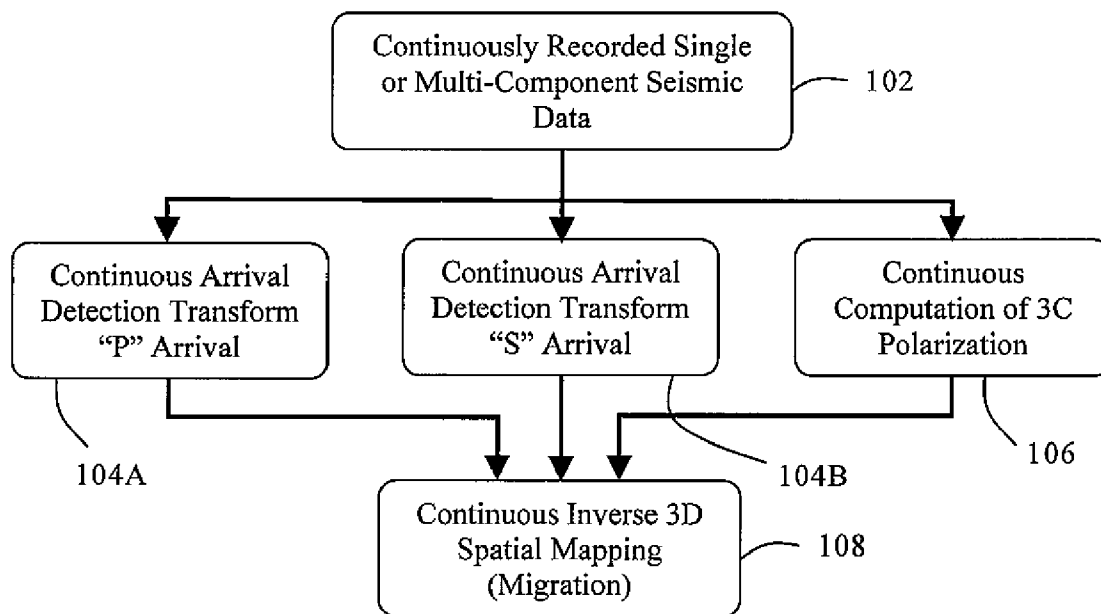 Continuously Recorded Single
or Multi-Component Seismic
Data
102
Continuous Arrival
Detection Transform
“P” Arrival
Continuous Arrival
Detection Transform
“S” Arrival
Continuous
Computation of 3C
Polarization
104A
104B
106
Continuous Inverse 3D
Spatial Mapping
(Migration)
108